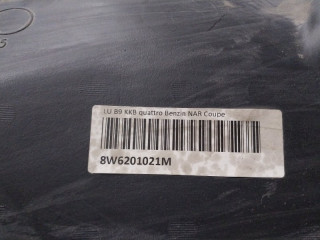 LU B9 KKB quattro Benzin NAR Coupe
8W6201021M